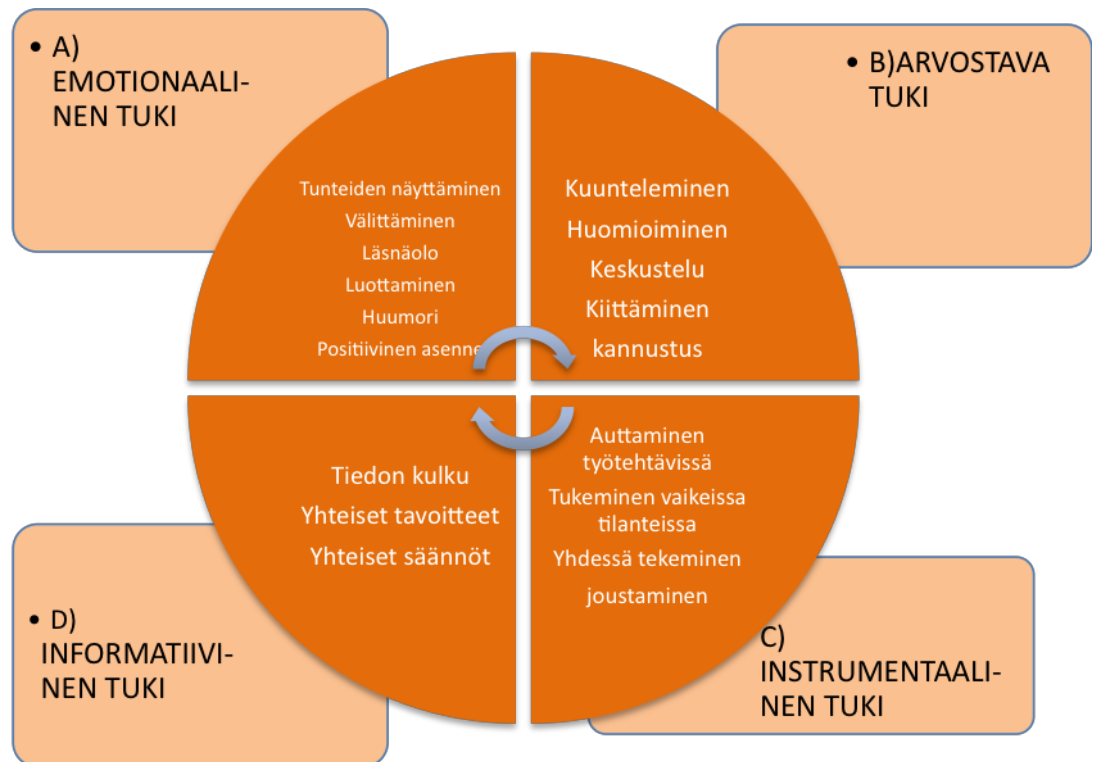 • A)
EMOTIONAALI-
NEN TUKI
• B)ARVOSTAVA
TUKI
Tunteiden näyttäminen
Välittäminen
Läsnäolo
Luottaminen
Huumori
Positiivinen asenne
Kuunteleminen
Huomioiminen
Keskustelu
Kiittäminen
kannustus
Tiedon kulku
Yhteiset tavoitteet
Yhteiset säännöt
Auttaminen
työtehtävissä
Tukeminen vaikeissa
tilanteissa
Yhdessä tekeminen
joustaminen
• D)
INFORMATIIVI-
NEN TUKI
C)
INSTRUMENTAALI-
NEN TUKI